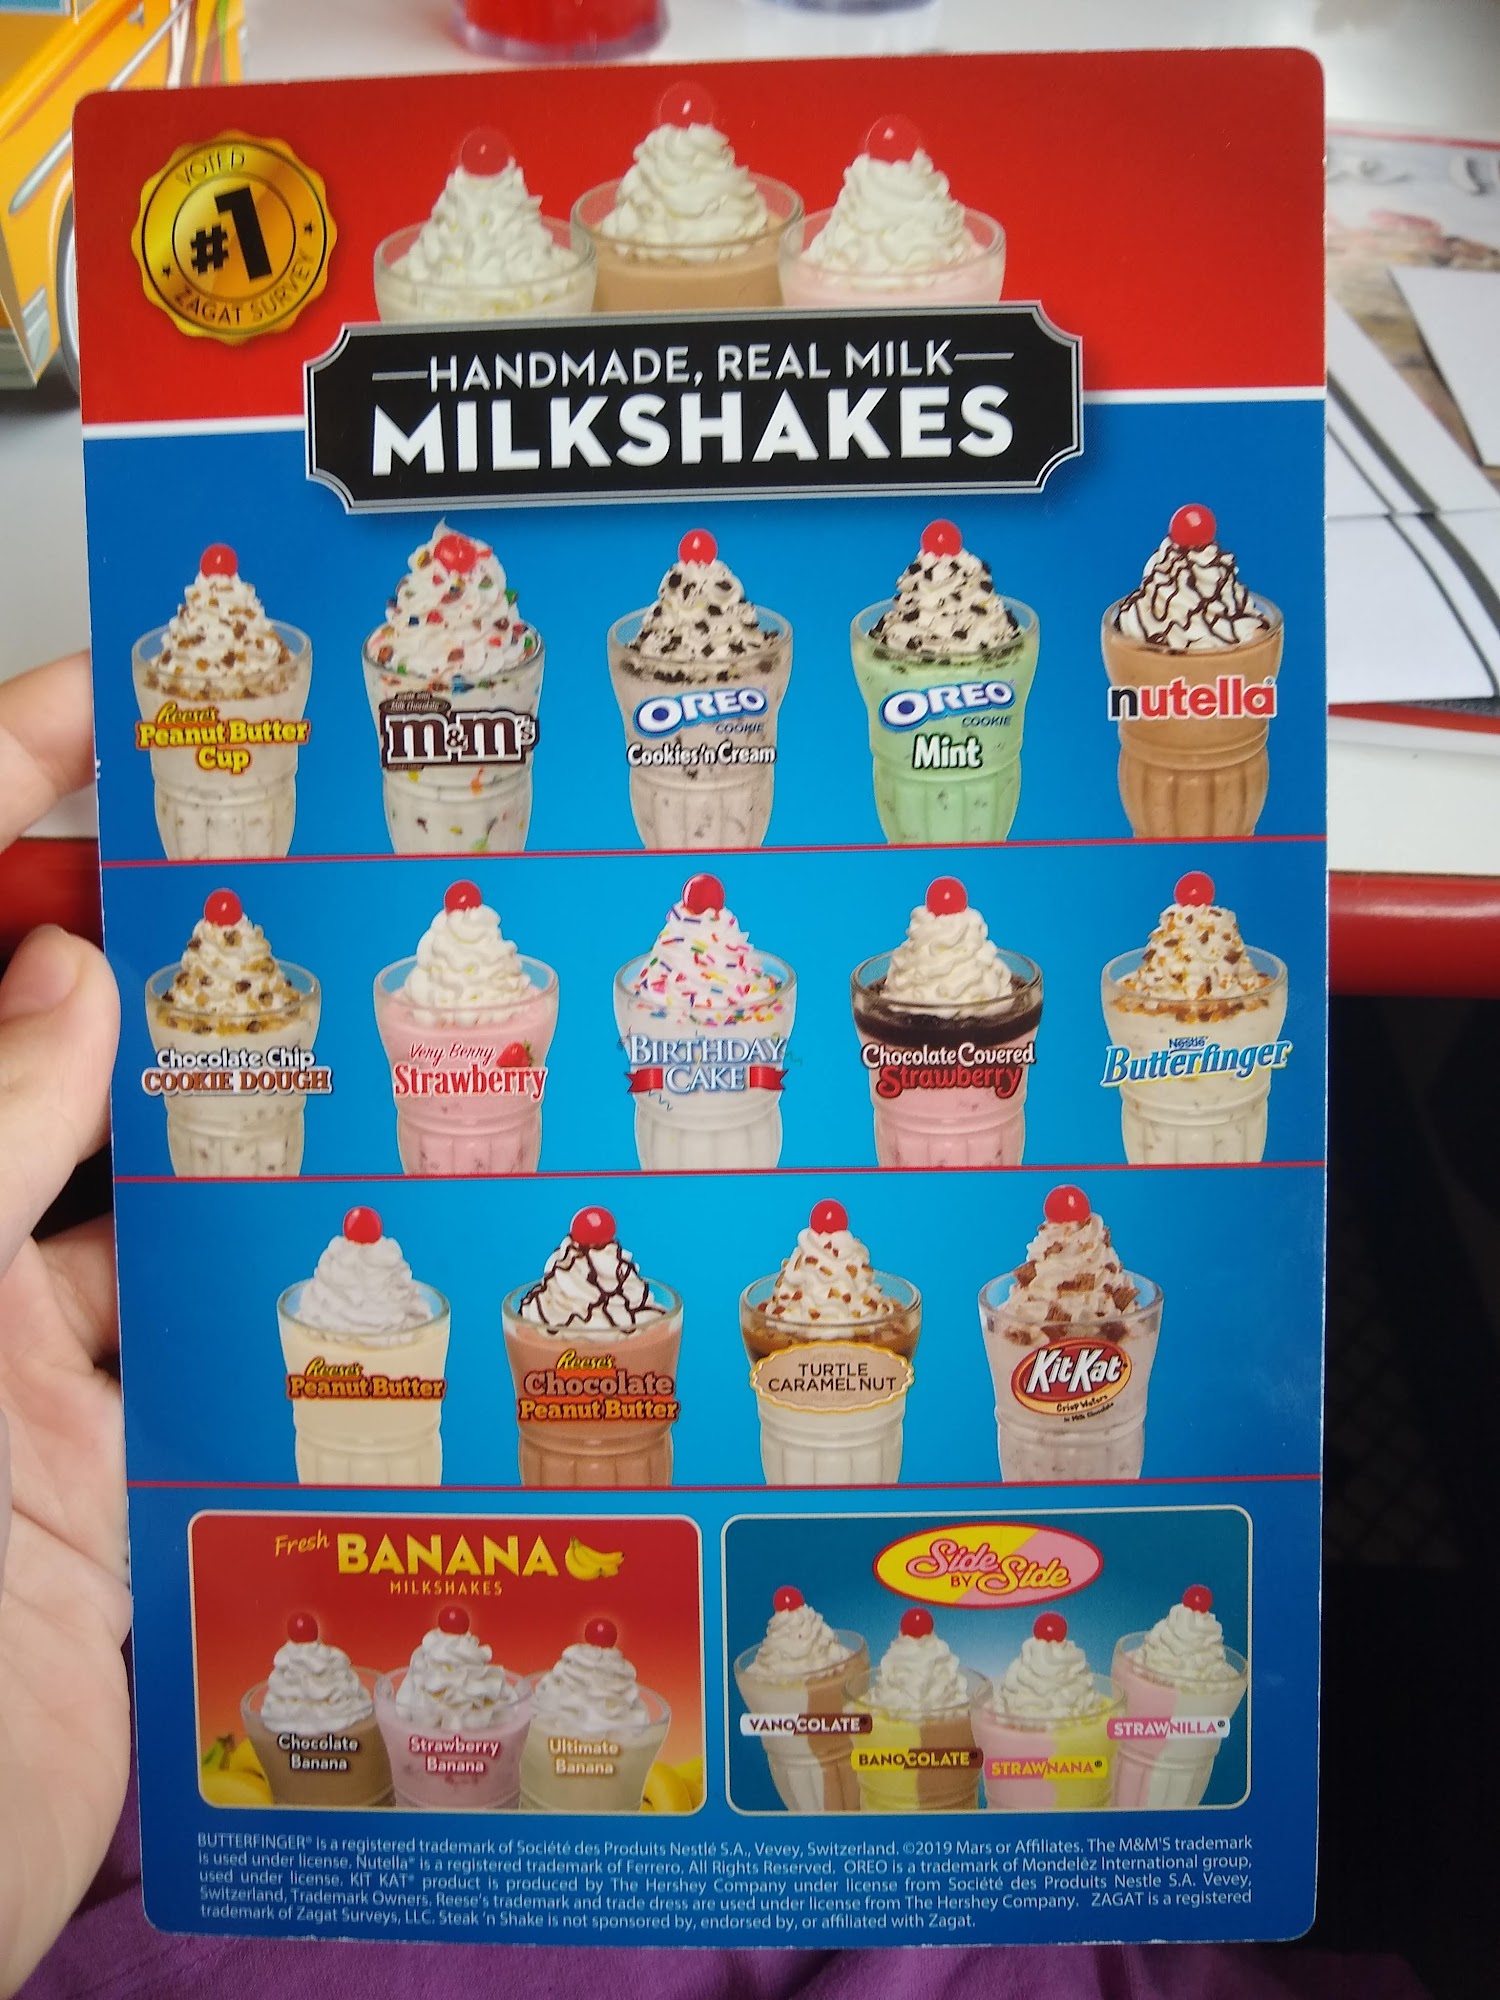 VOTED
#1
ZAGAT SURVEY
HANDMADE, REAL MILK
MILKSHAKES
Reese's
Peanut Butter
Cup
m&m's
OREO
COOKIE
Cookies 'n Cream
OREO
COOKIE
Mint
nutella®
Chocolate Chip
COOKIE DOUGH
Very Berry
Strawberry
BIRTHDAY
CAKE
Chocolate Covered
Strawberry
Nestlé
Butterfinger
Reese's
Peanut Butter
Reese's
Chocolate
Peanut Butter
TURTLE
CARAMEL NUT
KitKat
Crisp Wafers
in Milk Chocolate
Fresh BANANA
MILKSHAKES
Chocolate
Banana
Strawberry
Banana
Ultimate
Banana
Side
BY Side
VANOCOLATE®
BANOCOLATE®
STRAWNANA®
STRAWNILLA®
BUTTERFINGER® is a registered trademark of Société des Produits Nestlé S.A., Vevey, Switzerland. ©2019 Mars or Affiliates. The M&M'S trademark
is used under license. Nutella® is a registered trademark of Ferrero. All Rights Reserved. OREO is a trademark of Mondelēz International group,
used under license. KIT KAT® product is produced by The Hershey Company under license from Société des Produits Nestle S.A. Vevey,
Switzerland, Trademark Owners. Reese's trademark and trade dress are used under license from The Hershey Company. ZAGAT is a registered
trademark of Zagat Surveys, LLC. Steak 'n Shake is not sponsored by, endorsed by, or affiliated with Zagat.